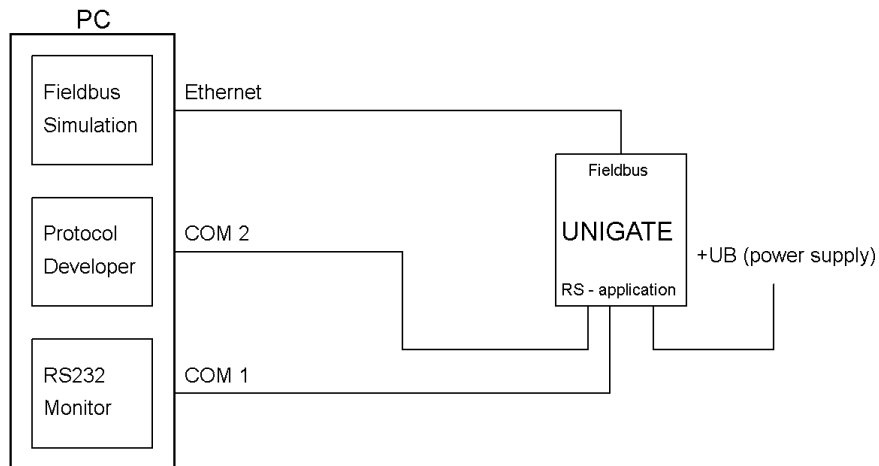 PC
Fieldbus
Simulation
Ethernet
Fieldbus
UNIGATE
RS - application
+UB (power supply)
Protocol
Developer
COM 2
RS232
Monitor
COM 1